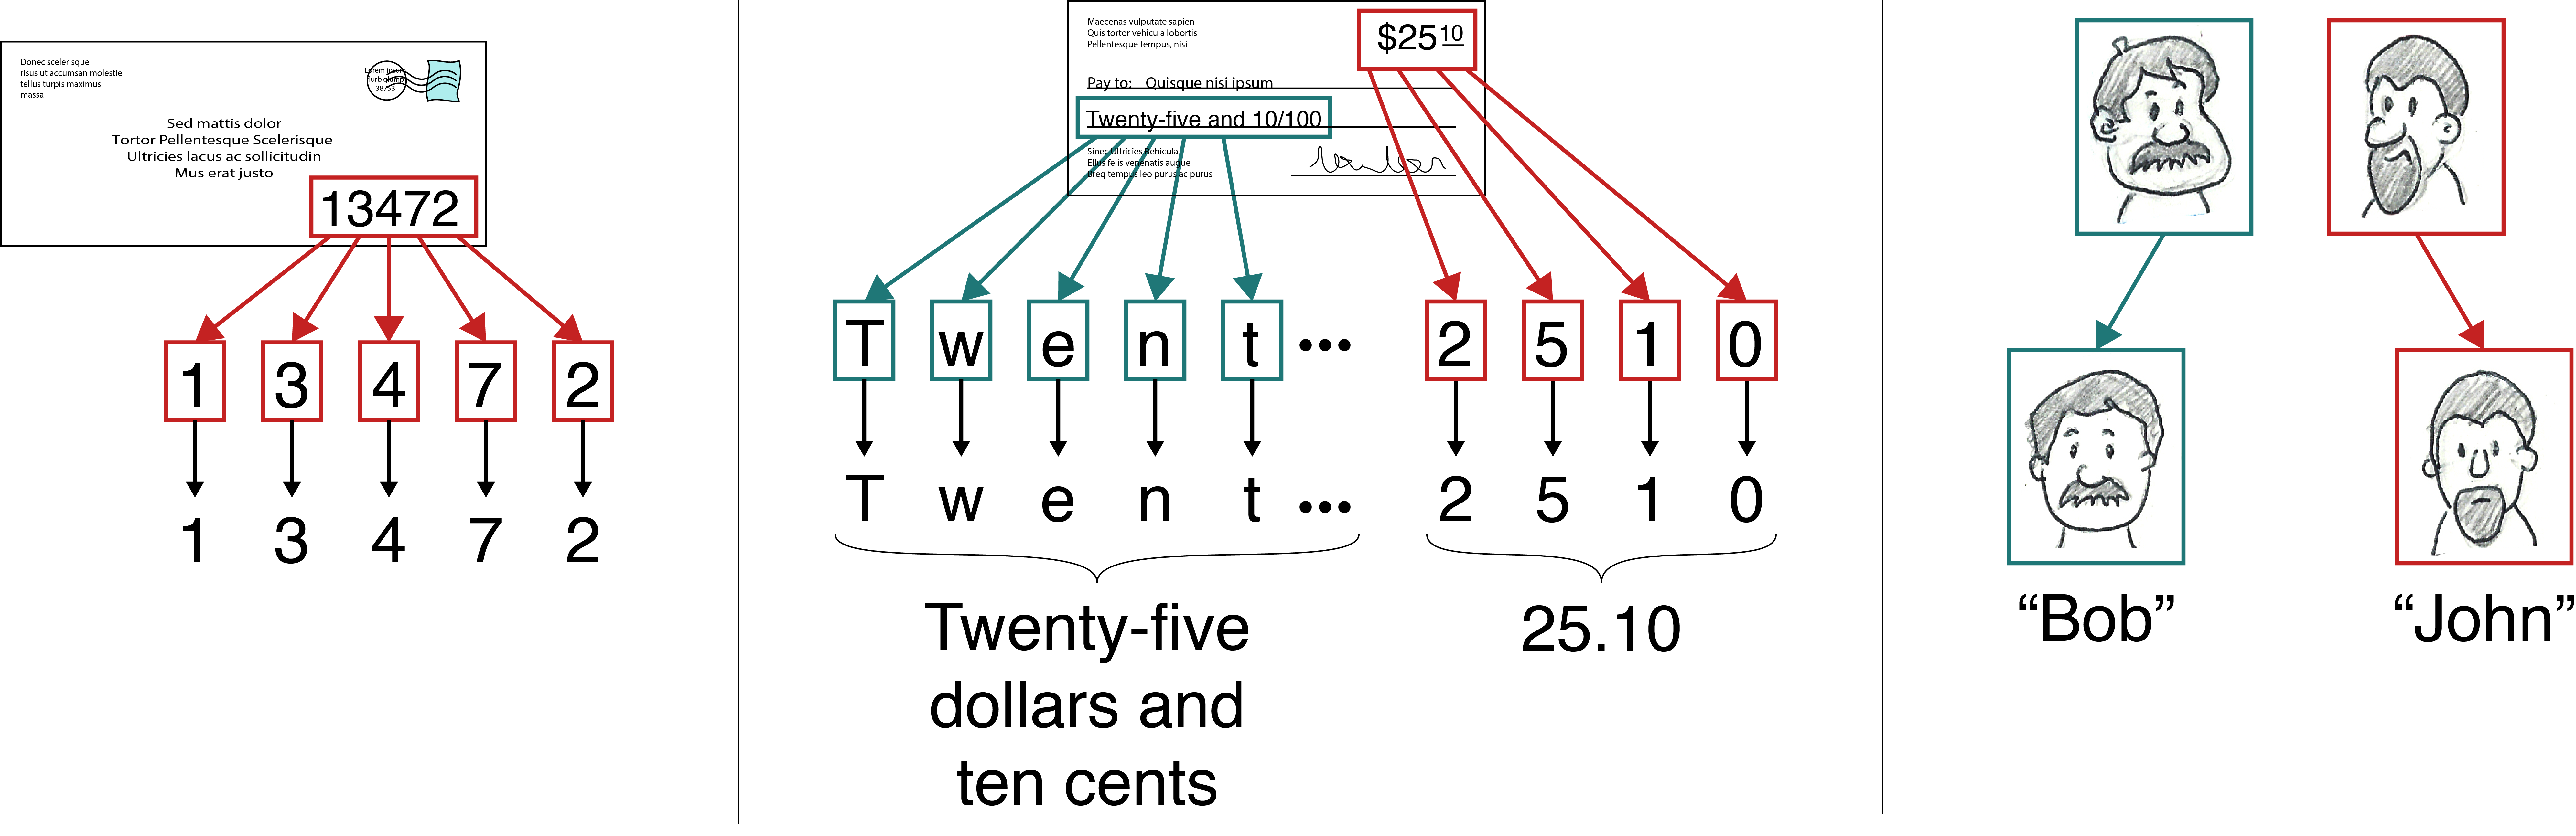 Donec scelerisque
risus ut accumsan molestie
tellus turpis maximus
massa
38753
Sed mattis dolor
Tortor Pellentesque Scelerisque
Ultricies lacus ac sollicitudin
Mus erat justo
13472
1 3 4 7 2
1 3 4 7 2
Maecenas vulputate sapien
Quis tortor vehicula lobortis
Pellentesque tempus, nisi
$25 10
Pay to: Quisque nisi ipsum
Twenty-five and 10/100
Sinec Ultricies Behicula
Ellus felis venenatis augue
Breq tempus leo purus ac purus
T w e n t ••• 2 5 1 0
T w e n t ••• 2 5 1 0
Twenty-five
dollars and
ten cents
25.10
“Bob”
“John”